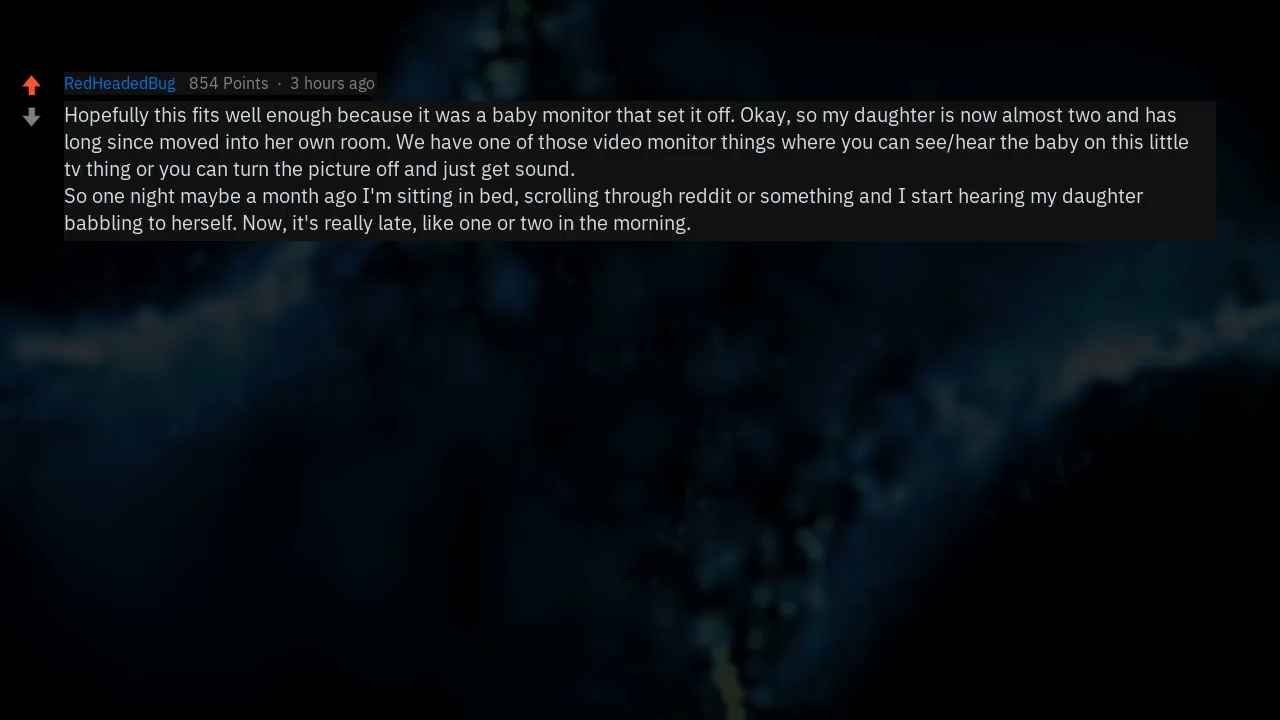 RedHeadedBug 854 Points · 3 hours ago
Hopefully this fits well enough because it was a baby monitor that set it off. Okay, so my daughter is now almost two and has
long since moved into her own room. We have one of those video monitor things where you can see/hear the baby on this little
tv thing or you can turn the picture off and just get sound.
So one night maybe a month ago I'm sitting in bed, scrolling through reddit or something and I start hearing my daughter
babbling to herself. Now, it's really late, like one or two in the morning.